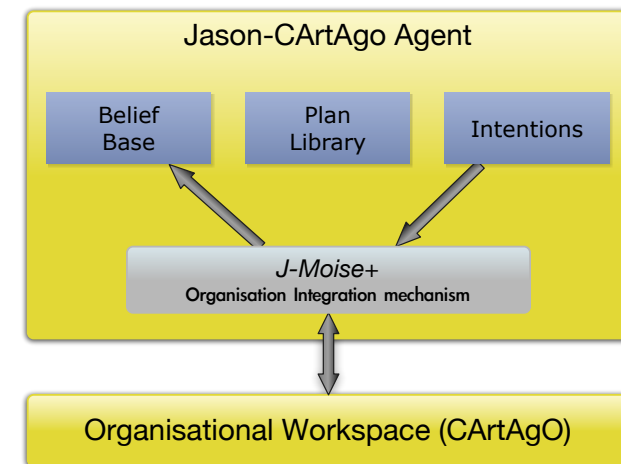 Jason-CArtAgo Agent
Belief
Base
Plan
Library
Intentions
J-Moise+
Organisation Integration mechanism
Organisational Workspace (CArtAgO)